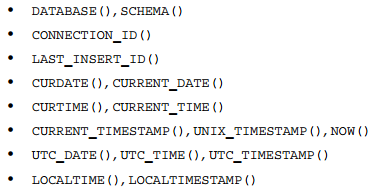 • DATABASE(), SCHEMA()
• CONNECTION_ID()
• LAST_INSERT_ID()
• CURDATE(), CURRENT_DATE()
• CURTIME(), CURRENT_TIME()
• CURRENT_TIMESTAMP(), UNIX_TIMESTAMP(), NOW()
• UTC_DATE(), UTC_TIME(), UTC_TIMESTAMP()
• LOCALTIME(), LOCALTIMESTAMP()